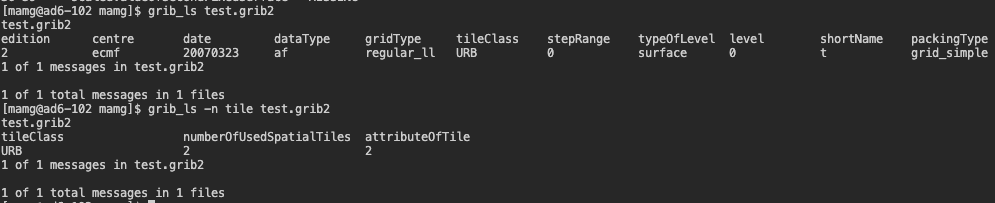 [mamg@ad6-102 mamg]$ grib_ls test.grib2
test.grib2
edition centre date dataType gridType tileClass stepRange typeOfLevel level shortName packingType
2 ecmf 20070323 af regular_ll URB 0 surface 0 t grid_simple
1 of 1 messages in test.grib2
1 of 1 total messages in 1 files
[mamg@ad6-102 mamg]$ grib_ls -n tile test.grib2
test.grib2
tileClass numberOfUsedSpatialTiles attributeOfTile
URB 2 2
1 of 1 messages in test.grib2
1 of 1 total messages in 1 files